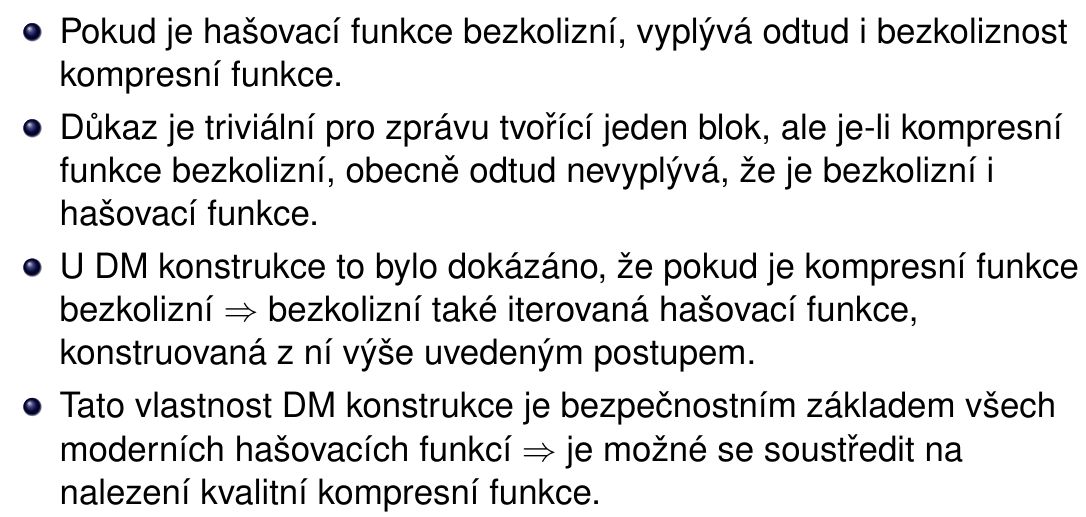 Pokud je hašovací funkce bezkolizní, vyplývá odtud i bezkoliznost
kompresní funkce.
Důkaz je triviální pro zprávu tvořící jeden blok, ale je-li kompresní
funkce bezkolizní, obecně odtud nevyplývá, že je bezkolizní i
hašovací funkce.
U DM konstrukce to bylo dokázáno, že pokud je kompresní funkce
bezkolizní ⇒ bezkolizní také iterovaná hašovací funkce,
konstruovaná z ní výše uvedeným postupem.
Tato vlastnost DM konstrukce je bezpečnostním základem všech
moderních hašovacích funkcí ⇒ je možné se soustředit na
nalezení kvalitní kompresní funkce.